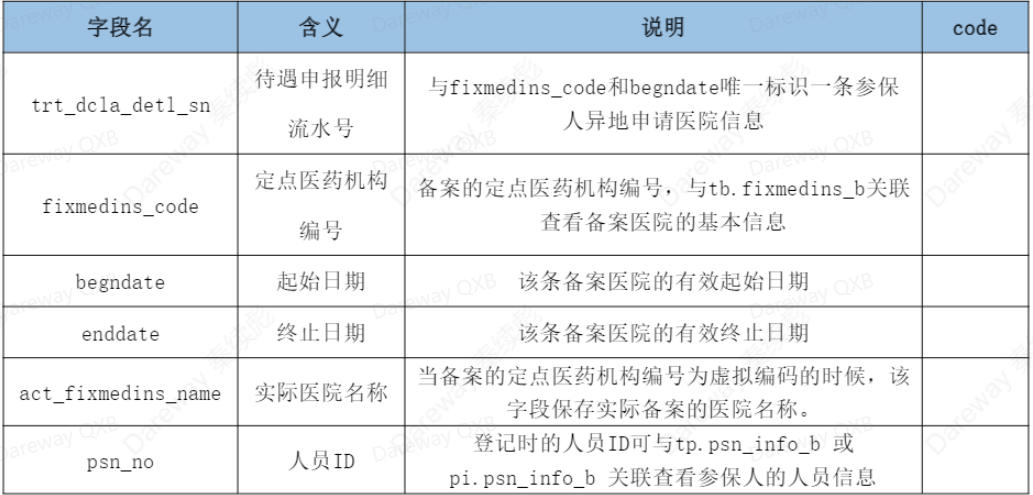 字段名 含义 说明 code
trt_dcla_detl_sn
待遇申报明细
流水号
与fixmedins_code和begndate唯一标识一条参保
人异地申请医院信息
fixmedins_code
定点医药机构
编号
备案的定点医药机构编号，与tb.fixmedins_b关联
查看备案医院的基本信息
begndate 起始日期 该条备案医院的有效起始日期
enddate 终止日期 该条备案医院的有效终止日期
act_fixmedins_name 实际医院名称
当备案的定点医药机构编号为虚拟编码的时候，该
字段保存实际备案的医院名称。
psn_no 人员ID
登记时的人员ID可与tp.psn_info_b 或
pi.psn_info_b 关联查看参保人的人员信息
Dareway QXB
Dareway 秦续彪